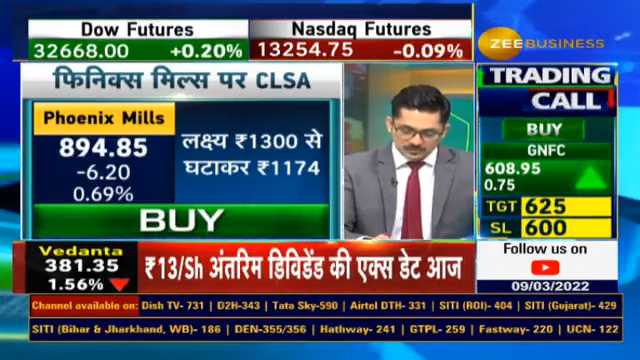 Dow Futures
32668.00 +0.20%
Nasdaq Futures
13254.75 -0.09%
ZEE BUSINESS
फिनिक्स मिल्स पर CLSA
Phoenix Mills
894.85
-6.20
0.69%
लक्ष्य ₹1300 से
घटाकर ₹1174
BUY
TRADING
CALL
BUY
GNFC
608.95
0.75
TGT 625
SL 600
Vedanta
381.35
1.56%
₹13/Sh अंतरिम डिविडेंड की एक्स डेट आज
Follow us on
09/03/2022
Channel available on: Dish TV- 731 | D2H-343 | Tata Sky-590 | Airtel DTH- 331 | SITI (ROI)- 404 | SITI (Gujarat)- 429
SITI (Bihar & Jharkhand, WB)- 186 | DEN-355/356 | Hathway- 241 | GTPL- 259 | Fastway- 220 | UCN- 122